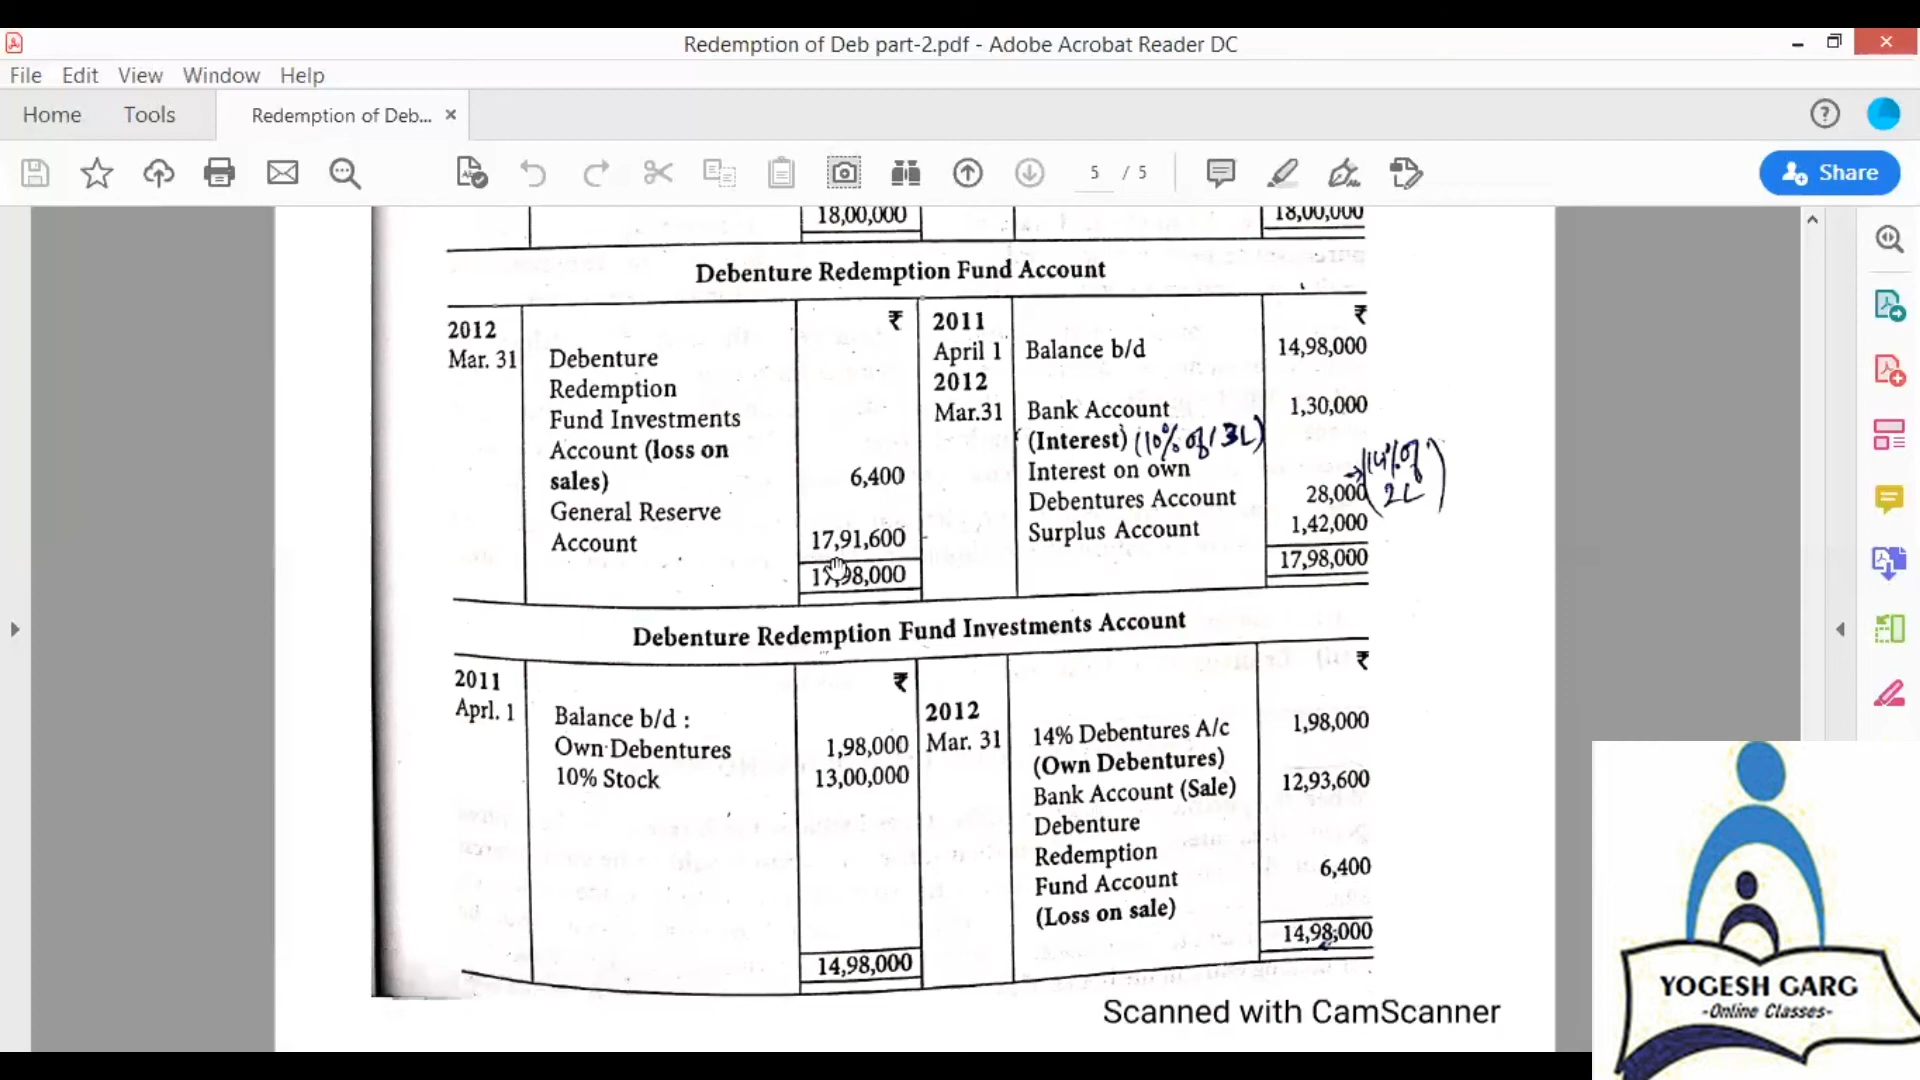 Redemption of Deb part-2.pdf - Adobe Acrobat Reader DC
File Edit View Window Help
Home Tools Redemption of Deb... ×
5 / 5
Share
18,00,000 18,00,000
Debenture Redemption Fund Account
2012 ₹ 2011 ₹
Mar. 31 Debenture April 1 Balance b/d 14,98,000
Redemption 2012
Fund Investments Mar.31 Bank Account 1,30,000
Account (loss on (Interest) (10% of 13L)
sales) 6,400 Interest on own (14% of
General Reserve Debentures Account 28,000 2L)
Account 17,91,600 Surplus Account 1,42,000
17,98,000 17,98,000
Debenture Redemption Fund Investments Account
2011 ₹ ₹
Aprl. 1 Balance b/d : 2012
Own Debentures 1,98,000 Mar. 31 14% Debentures A/c 1,98,000
10% Stock 13,00,000 (Own Debentures)
Bank Account (Sale) 12,93,600
Debenture
Redemption
Fund Account 6,400
(Loss on sale)
14,98,000 14,98,000
Scanned with CamScanner
YOGESH GARG
-Online Classes-